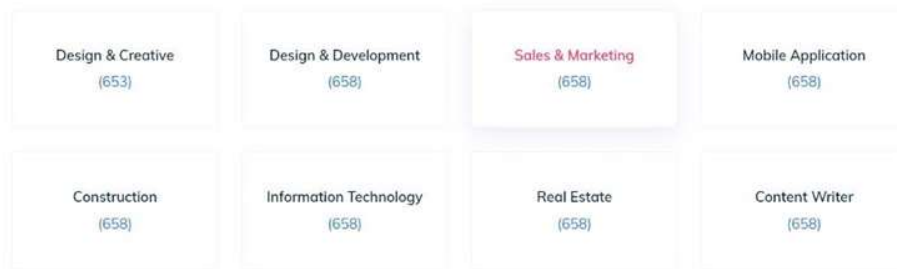 Design & Creative
(653)
Design & Development
(658)
Sales & Marketing
(658)
Mobile Application
(658)
Construction
(658)
Information Technology
(658)
Real Estate
(658)
Content Writer
(658)